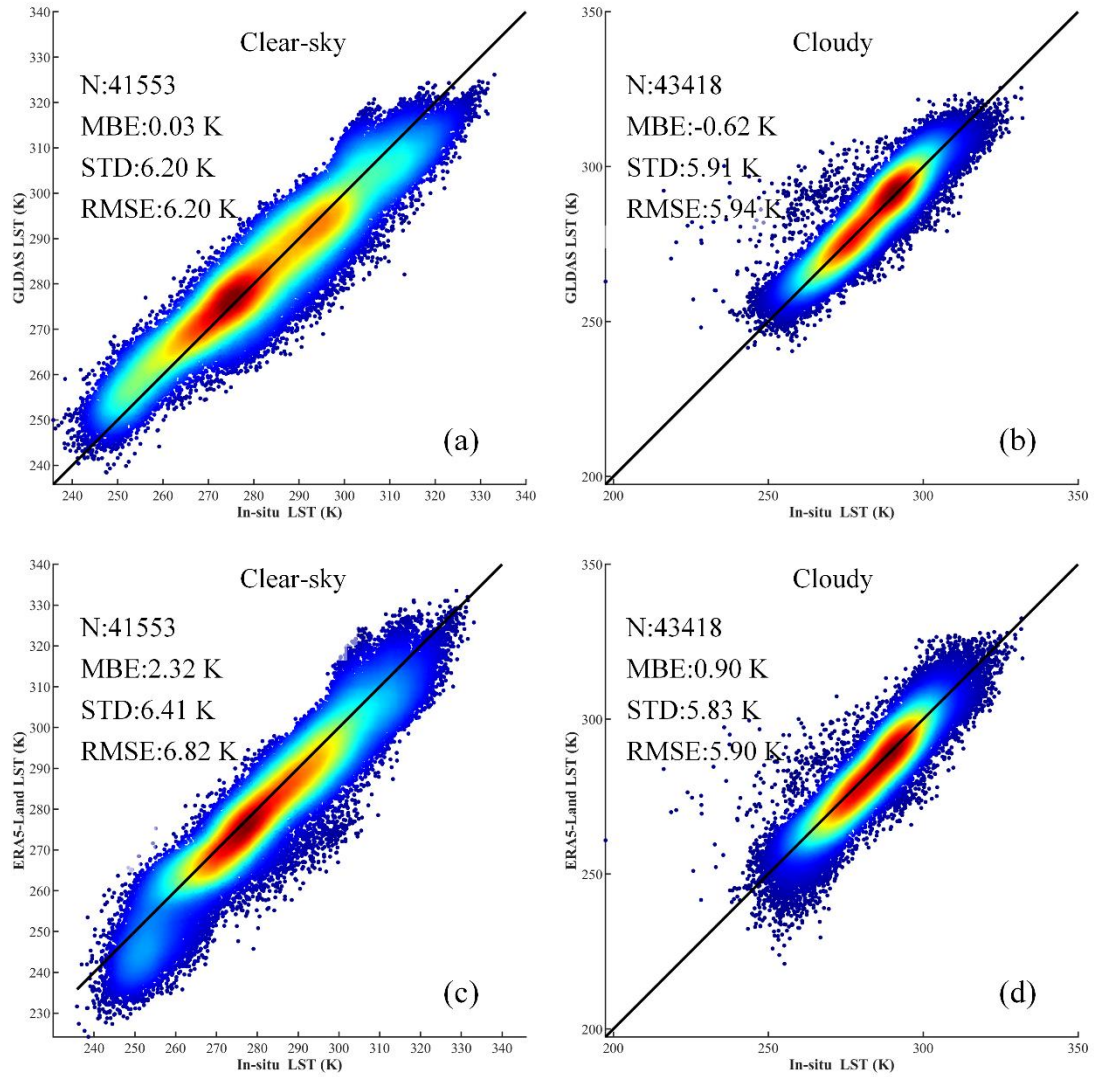 340
330
320
310
300
290
280
270
260
250
240
Clear-sky
N:41553
MBE:0.03 K
STD:6.20 K
RMSE:6.20 K
(a)
GLDAS LST (K)
240 250 260 270 280 290 300 310 320 330 340
In-situ LST (K)
350
300
250
200
Cloudy
N:43418
MBE:-0.62 K
STD:5.91 K
RMSE:5.94 K
(b)
GLDAS LST (K)
200 250 300 350
In-situ LST (K)
340
330
320
310
300
290
280
270
260
250
240
230
Clear-sky
N:41553
MBE:2.32 K
STD:6.41 K
RMSE:6.82 K
(c)
ERA5-Land LST (K)
240 250 260 270 280 290 300 310 320 330 340
In-situ LST (K)
350
300
250
200
Cloudy
N:43418
MBE:0.90 K
STD:5.83 K
RMSE:5.90 K
(d)
ERA5-Land LST (K)
200 250 300 350
In-situ LST (K)